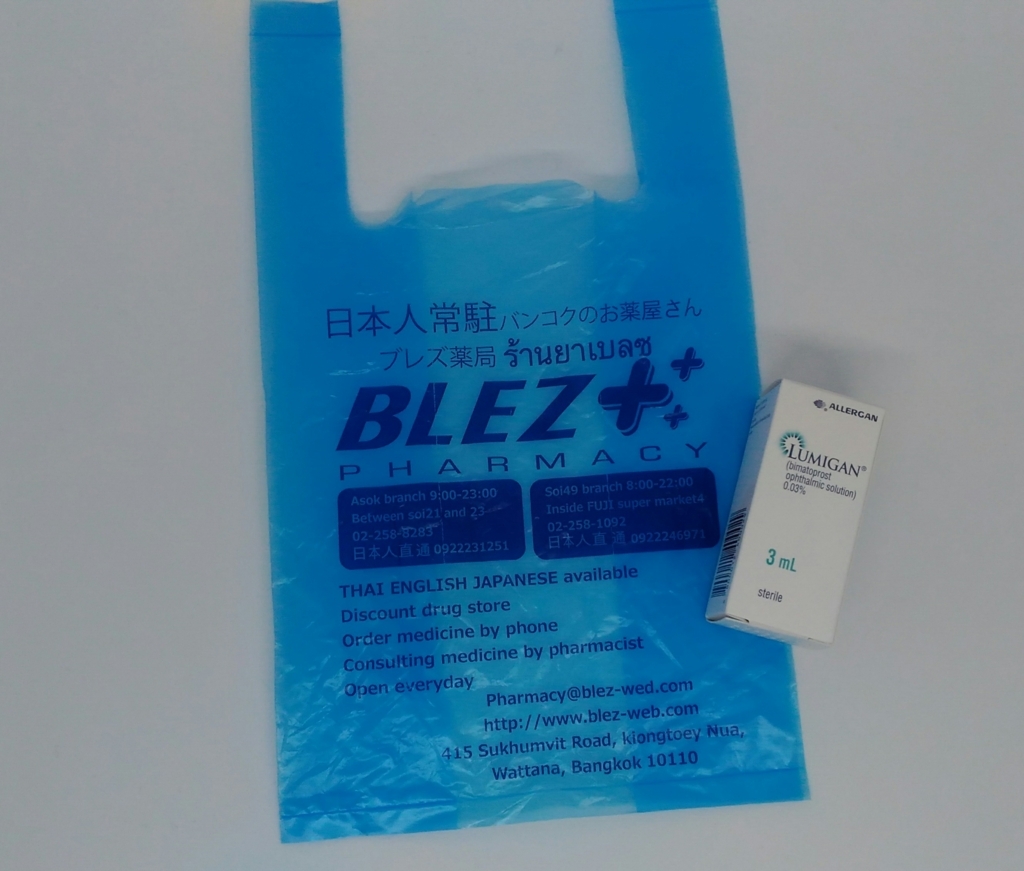 日本人常駐バンコクのお薬屋さん
ブレズ薬局 ร้านยาเบลซ
BLEZ
PHARMACY
Asok branch 9:00-23:00
Between soi21 and 23
02-258-8283
日本人直通 0922231251
Soi49 branch 8:00-22:00
Inside FUJI super market4
02-258-1092
日本人直通 0922246971
THAI ENGLISH JAPANESE available
Discount drug store
Order medicine by phone
Consulting medicine by pharmacist
Open everyday
Pharmacy@blez-wed.com
http://www.blez-web.com
415 Sukhumvit Road, klongtoey Nua,
Wattana, Bangkok 10110
ALLERGAN
LUMIGAN®
(bimatoprost
ophthalmic solution)
0.03%
3 mL
sterile